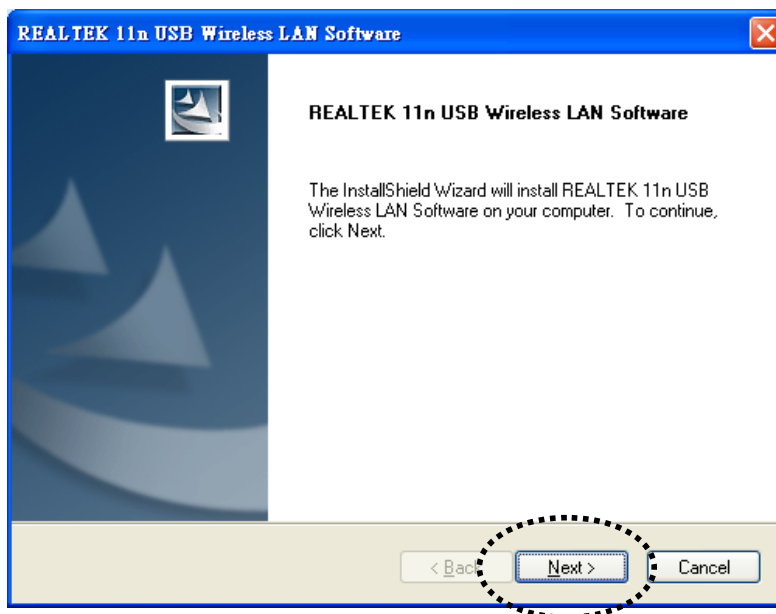 REALTEK 11n USB Wireless LAN Software
REALTEK 11n USB Wireless LAN Software
The InstallShield Wizard will install REALTEK 11n USB
Wireless LAN Software on your computer.  To continue,
click Next.
< Back
Next >
Cancel